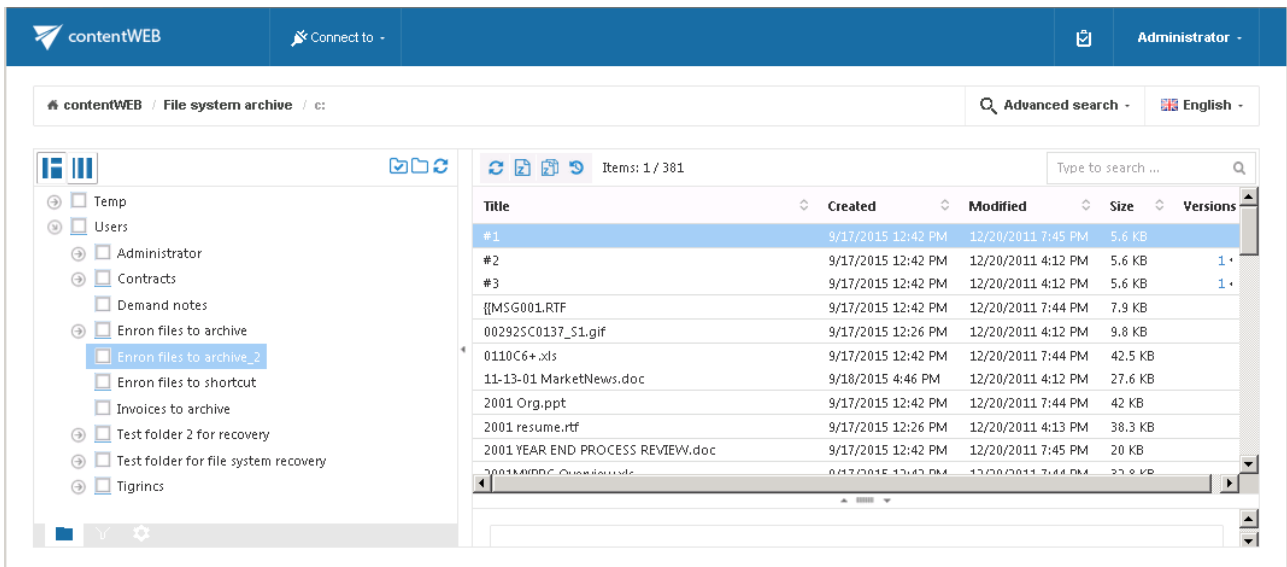 contentWEB Connect to Administrator
contentWEB / File system archive / c: Advanced search English
Items: 1 / 381 Type to search ...
Temp
Users
Administrator
Contracts
Demand notes
Enron files to archive
Enron files to archive_2
Enron files to shortcut
Invoices to archive
Test folder 2 for recovery
Test folder for file system recovery
Tigrincs
Title Created Modified Size Versions
#1 9/17/2015 12:42 PM 12/20/2011 7:45 PM 5.6 KB
#2 9/17/2015 12:42 PM 12/20/2011 4:12 PM 5.6 KB 1
#3 9/17/2015 12:42 PM 12/20/2011 4:12 PM 5.6 KB 1
{[MSG001.RTF 9/17/2015 12:42 PM 12/20/2011 7:44 PM 7.9 KB
00292SC0137_S1.gif 9/17/2015 12:26 PM 12/20/2011 4:12 PM 9.8 KB
0110C6+.xls 9/17/2015 12:42 PM 12/20/2011 7:44 PM 42.5 KB
11-13-01 MarketNews.doc 9/18/2015 4:46 PM 12/20/2011 4:12 PM 27.6 KB
2001 Org.ppt 9/17/2015 12:42 PM 12/20/2011 7:44 PM 42 KB
2001 resume.rtf 9/17/2015 12:26 PM 12/20/2011 4:13 PM 38.3 KB
2001 YEAR END PROCESS REVIEW.doc 9/17/2015 12:42 PM 12/20/2011 7:45 PM 20 KB
9/17/2015 12:42 PM 12/20/2011 7:44 PM